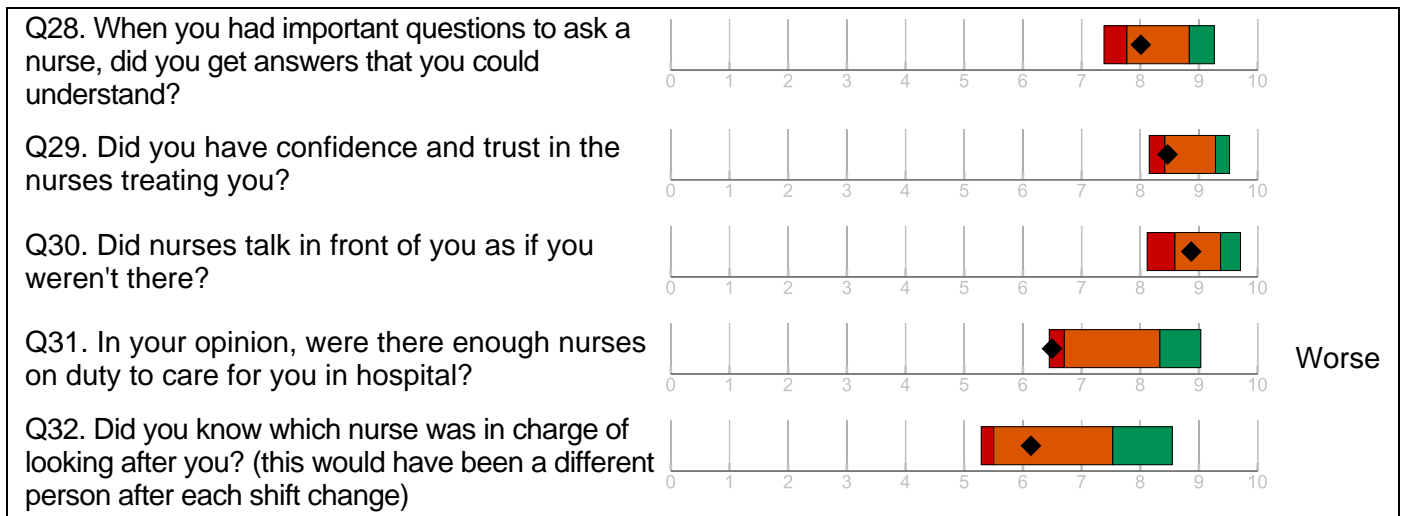 Q28. When you had important questions to ask a
nurse, did you get answers that you could
understand?
0 1 2 3 4 5 6 7 8 9 10
Q29. Did you have confidence and trust in the
nurses treating you?
0 1 2 3 4 5 6 7 8 9 10
Q30. Did nurses talk in front of you as if you
weren't there?
0 1 2 3 4 5 6 7 8 9 10
Q31. In your opinion, were there enough nurses
on duty to care for you in hospital?
0 1 2 3 4 5 6 7 8 9 10
Worse
Q32. Did you know which nurse was in charge of
looking after you? (this would have been a different
person after each shift change)
0 1 2 3 4 5 6 7 8 9 10